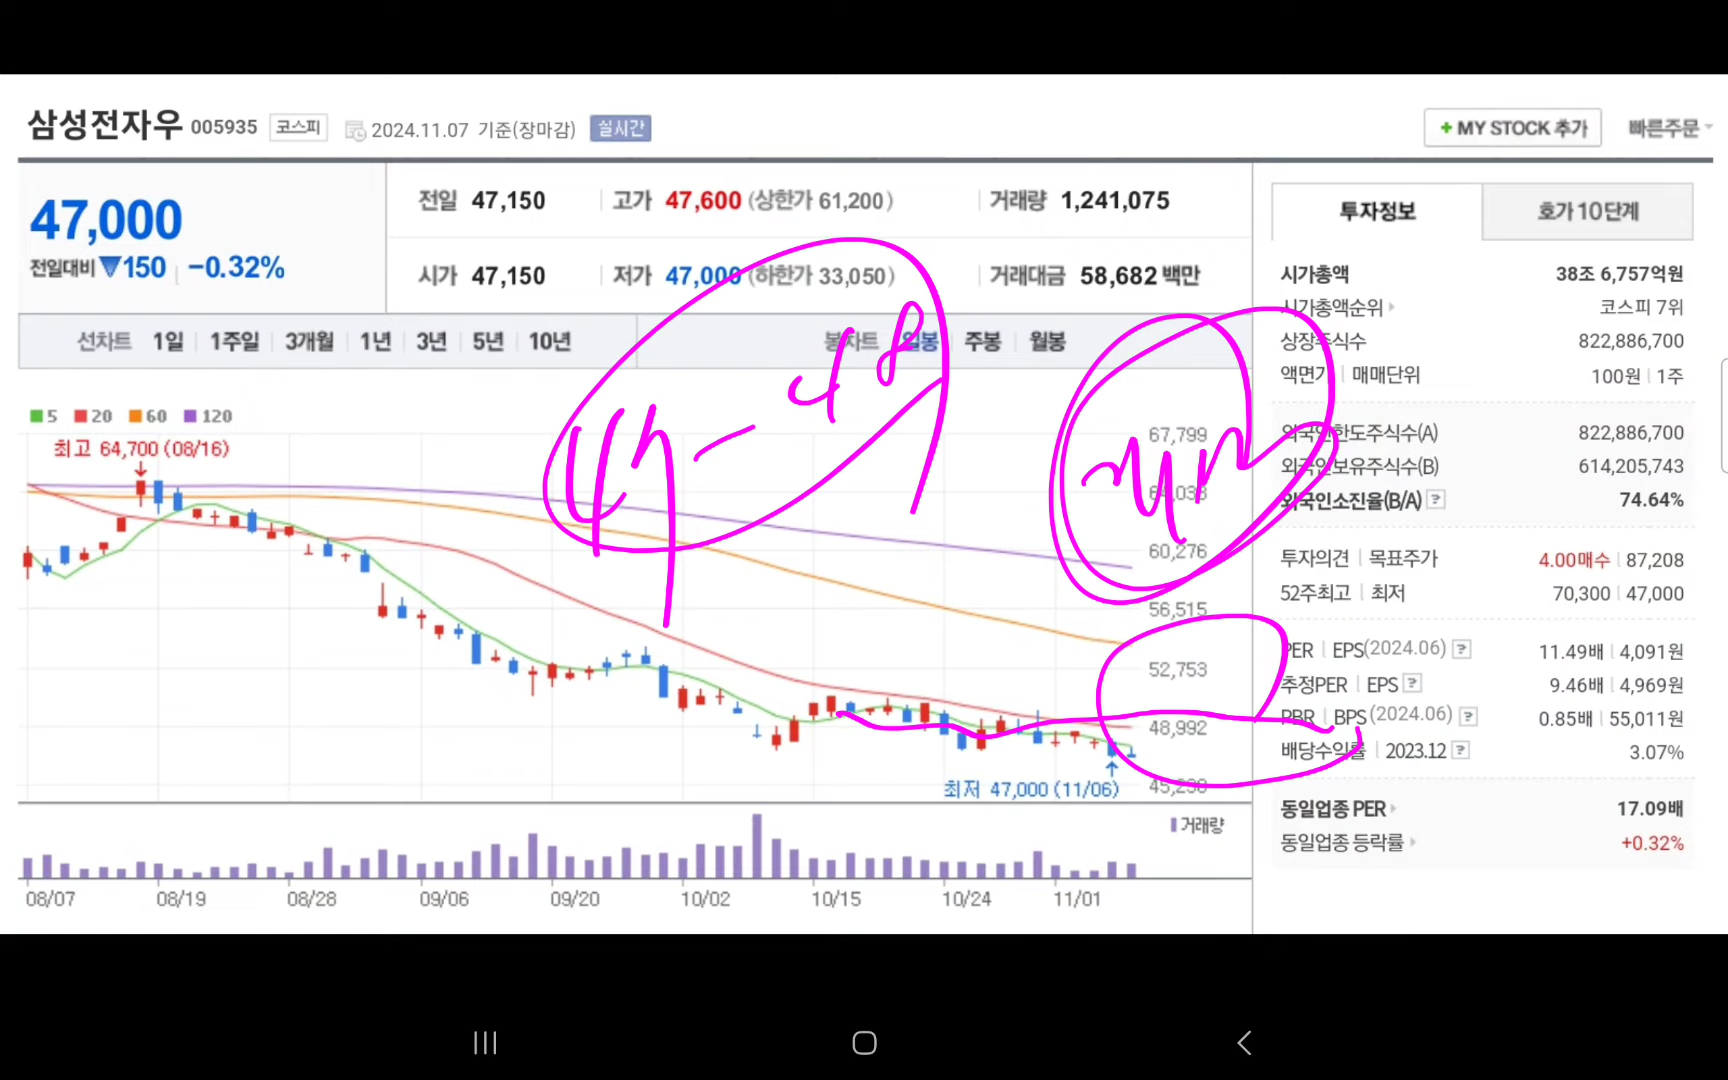 삼성전자우 005935 코스피 2024.11.07 기준(장마감) 실시간
+ MY STOCK 추가 빠른주문
47,000
전일대비 ▼150 | -0.32%
전일 47,150 고가 47,600 (상한가 61,200) 거래량 1,241,075
시가 47,150 저가 47,000 (하한가 33,050) 거래대금 58,682 백만
선차트 1일 1주일 3개월 1년 3년 5년 10년 봉차트 일봉 주봉 월봉
5 20 60 120
최고 64,700 (08/16)
67,799
64,038
60,276
56,515
52,753
48,992
45,230
최저 47,000 (11/06)
거래량
08/07 08/19 08/28 09/06 09/20 10/02 10/15 10/24 11/01
투자정보 호가 10단계
시가총액 38조 6,757억원
시가총액순위 코스피 7위
상장주식수 822,886,700
액면가 | 매매단위 100원 | 1주
외국인한도주식수(A) 822,886,700
외국인보유주식수(B) 614,205,743
외국인소진율(B/A) ? 74.64%
투자의견 | 목표주가 4.00매수 | 87,208
52주최고 | 최저 70,300 | 47,000
PER | EPS(2024.06) ? 11.49배 | 4,091원
추정PER | EPS ? 9.46배 | 4,969원
PBR | BPS (2024.06) ? 0.85배 | 55,011원
배당수익률 | 2023.12 ? 3.07%
동일업종 PER 17.09배
동일업종 등락률 +0.32%